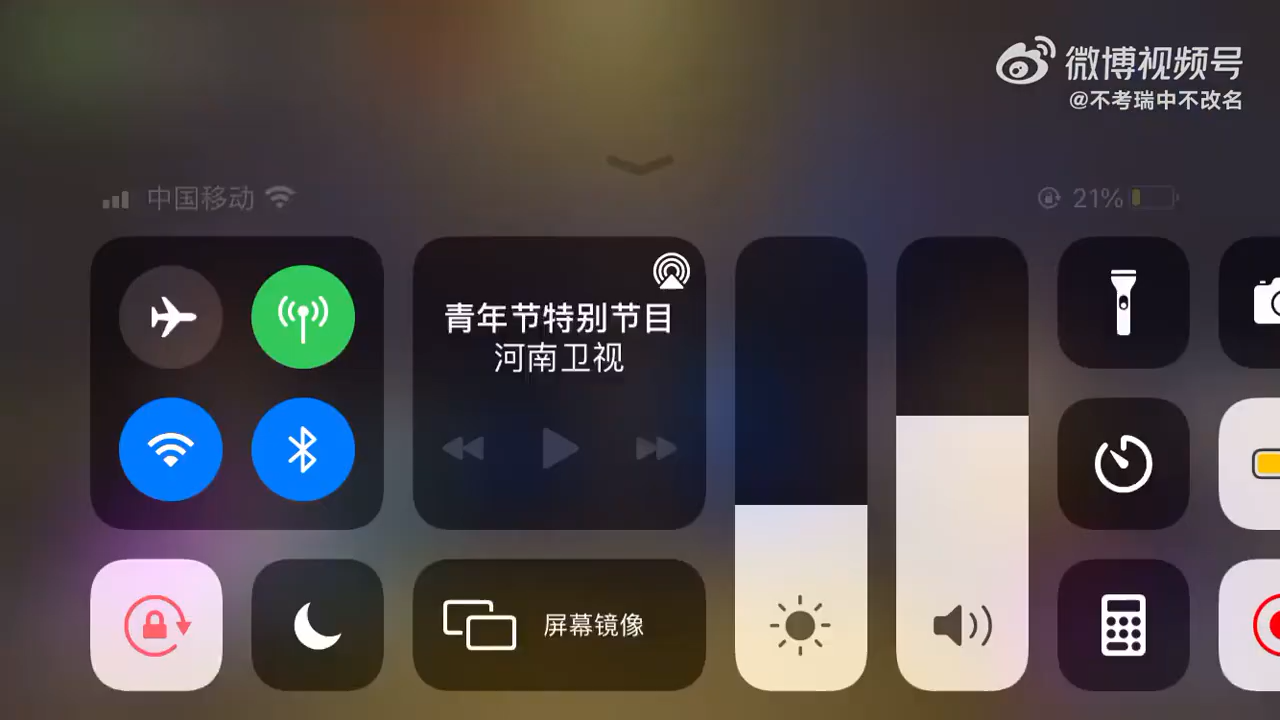 微博视频号
@不考瑞中不改名
中国移动
21%
青年节特别节目
河南卫视
屏幕镜像